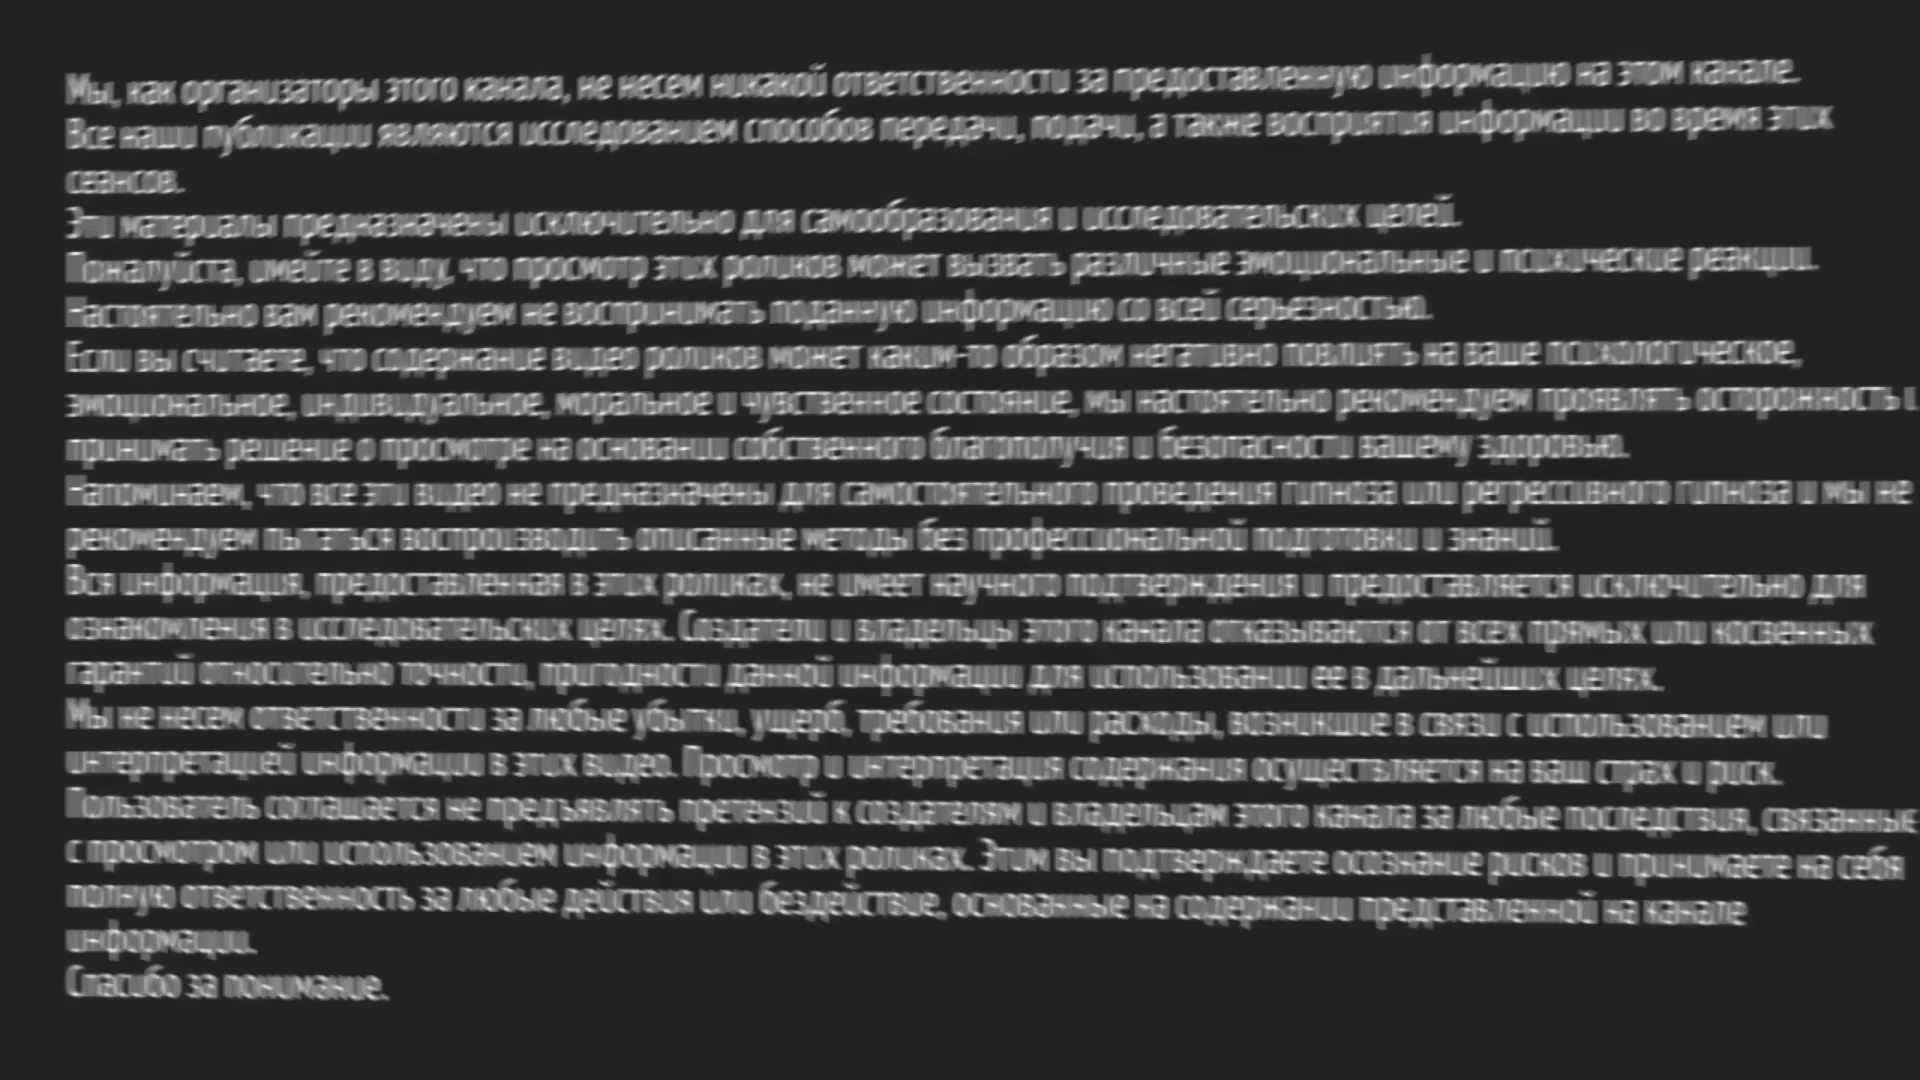 Мы, как организаторы этого канала, не несем никакой ответственности за предоставленную информацию на этом канале.
Все наши публикации являются исследованием способов передачи, подачи, а также восприятия информации во время этих
сеансов.
Эти материалы предназначены исключительно для самообразования и исследовательских целей.
Пожалуйста, имейте в виду, что просмотр этих роликов может вызвать различные эмоциональные и психические реакции.
Настоятельно вам рекомендуем не воспринимать поданную информацию со всей серьезностью.
Если вы считаете, что содержание видео роликов может каким-то образом негативно повлиять на ваше психологическое,
эмоциональное, индивидуальное, моральное и чувственное состояние, мы настоятельно рекомендуем проявлять осторожность и
принимать решение о просмотре на основании собственного благополучия и безопасности вашему здоровью.
Напоминаем, что все эти видео не предназначены для самостоятельного проведения гипноза или регрессивного гипноза и мы не
рекомендуем пытаться воспроизводить описанные методы без профессиональной подготовки и знаний.
Вся информация, предоставленная в этих роликах, не имеет научного подтверждения и предоставляется исключительно для
ознакомления в исследовательских целях. Создатели и владельцы этого канала отказываются от всех прямых или косвенных
гарантий относительно точности, пригодности данной информации для использовании ее в дальнейших целях.
Мы не несем ответственности за любые убытки, ущерб, требования или расходы, возникшие в связи с использованием или
интерпретацией информации в этих видео. Просмотр и интерпретация содержания осуществляется на ваш страх и риск.
Пользователь соглашается не предъявлять претензий к создателям и владельцам этого канала за любые последствия, связанные
с просмотром или использованием информации в этих роликах. Этим вы подтверждаете осознание рисков и принимаете на себя
полную ответственность за любые действия или бездействие, основанные на содержании представленной на канале
информации.
Спасибо за понимание.